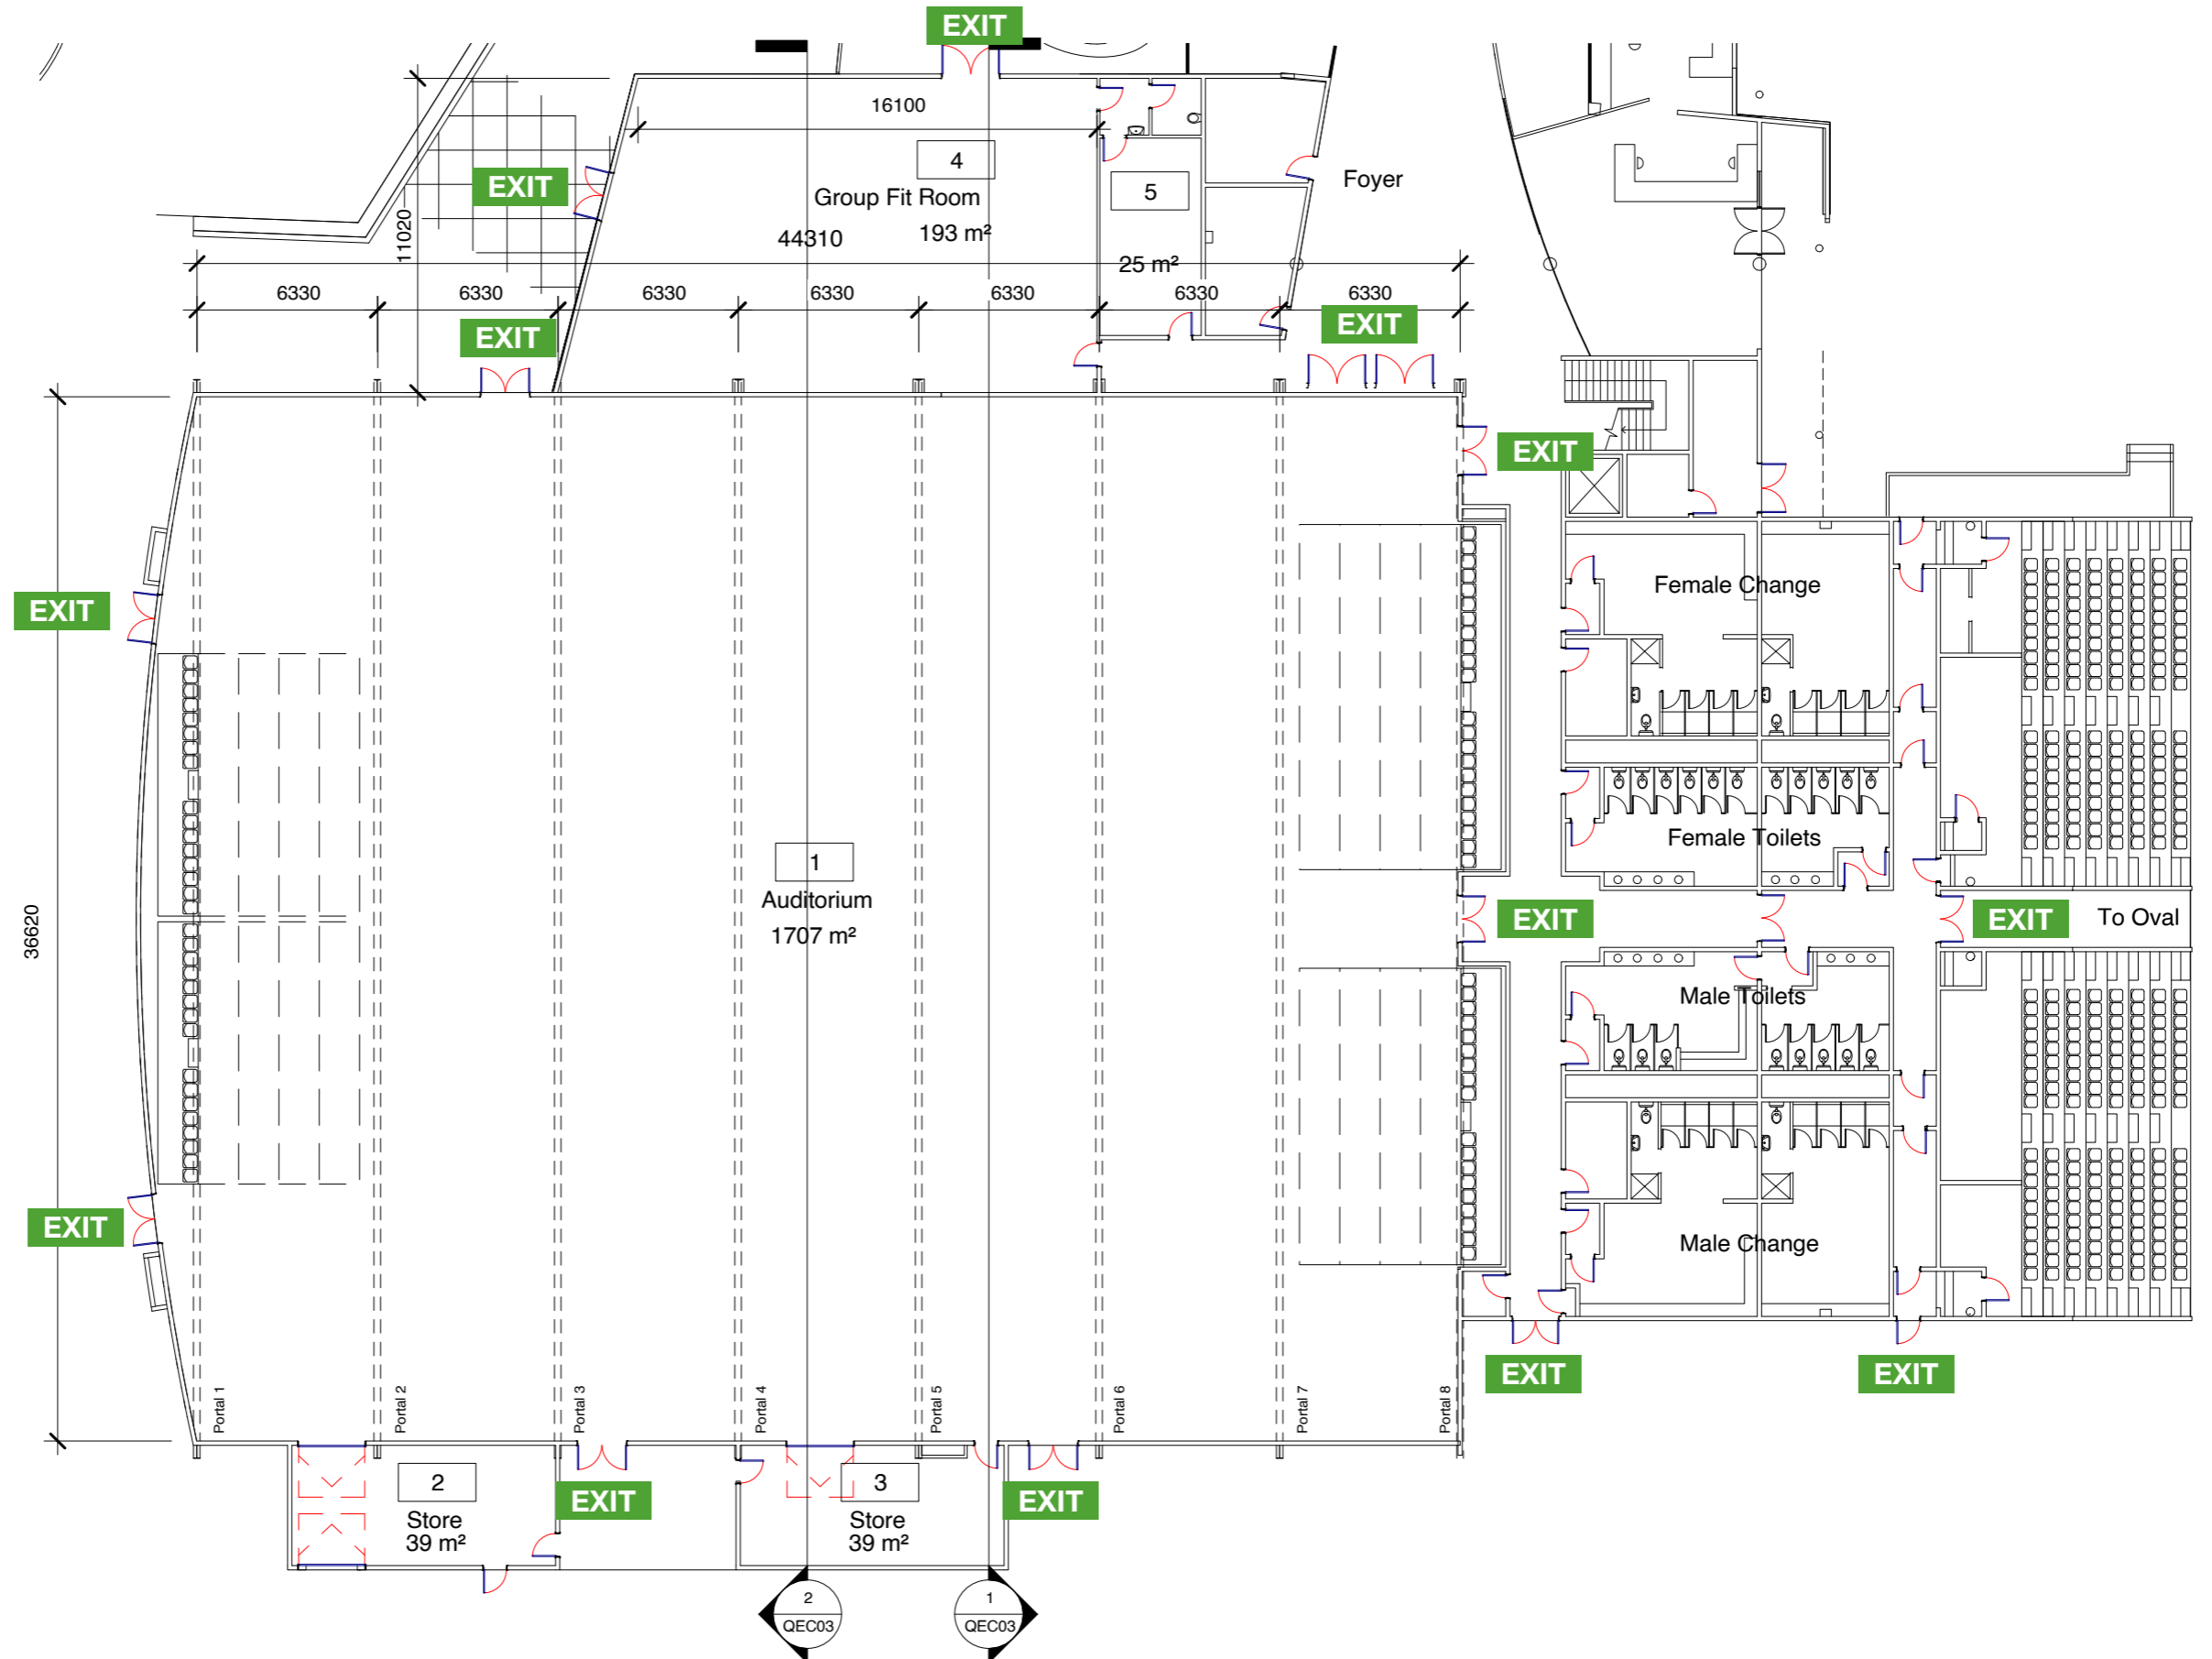 EXIT
16100
4
EXIT
Group Fit Room
193 m²
5
Foyer
11020
44310
25 m²
6330
6330
6330
6330
6330
6330
6330
EXIT
EXIT
EXIT
EXIT
Female Change
Female Toilets
1
Auditorium
1707 m²
36620
EXIT
EXIT
To Oval
Male Toilets
EXIT
Male Change
EXIT
EXIT
Portal 1
Portal 2
Portal 3
Portal 4
Portal 5
Portal 6
Portal 7
Portal 8
2
Store
39 m²
EXIT
3
Store
39 m²
EXIT
2
QEC03
1
QEC03